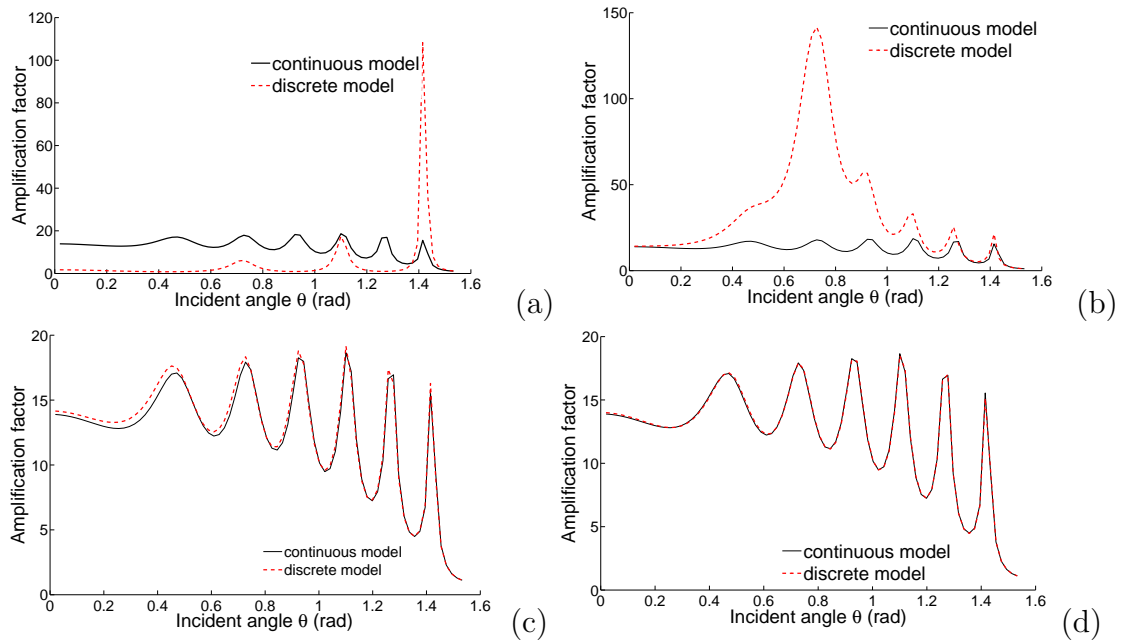 120
100
80
60
40
20
0
0
0.2
0.4
0.6
0.8
1
1.2
1.4
1.6
Amplification factor
Incident angle θ (rad)
continuous model
discrete model
(a)
150
100
50
0
0
0.2
0.4
0.6
0.8
1
1.2
1.4
1.6
Amplification factor
Incident angle θ (rad)
continuous model
discrete model
(b)
20
15
10
5
0
0
0.2
0.4
0.6
0.8
1
1.2
1.4
1.6
Amplification factor
Incident angle θ (rad)
continuous model
discrete model
(c)
20
15
10
5
0
0
0.2
0.4
0.6
0.8
1
1.2
1.4
1.6
Amplification factor
Incident angle θ (rad)
continuous model
discrete model
(d)